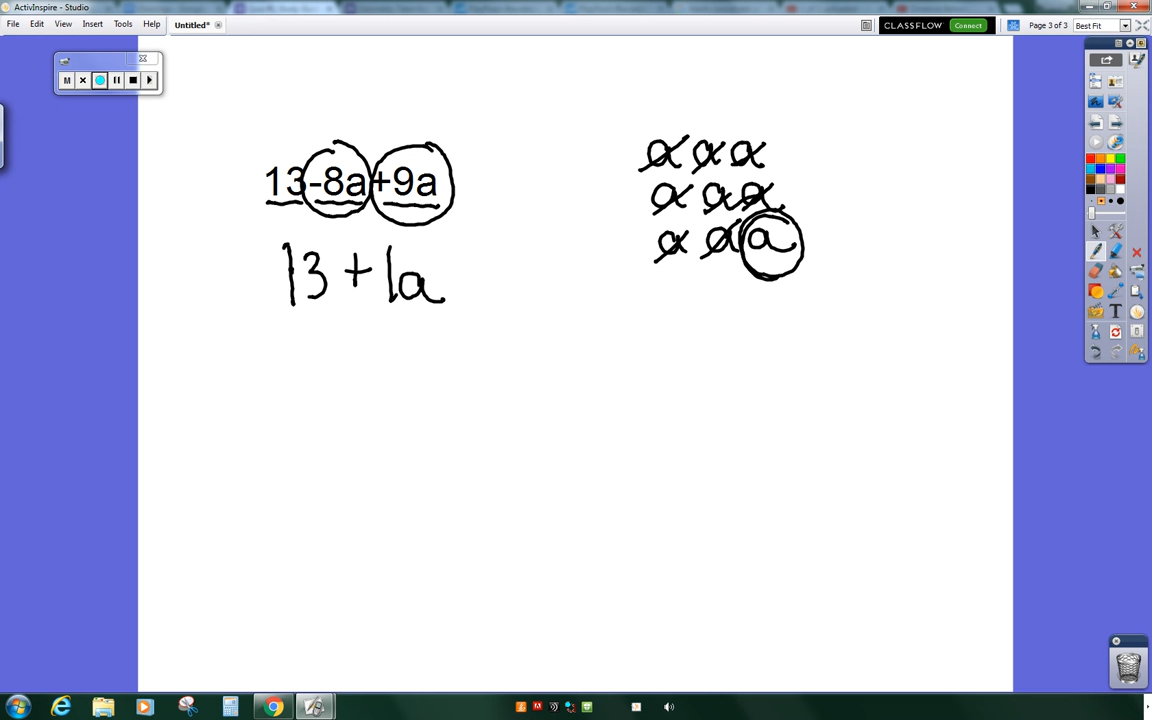 ActivInspire - Studio
File Edit View Insert Tools Help Untitled* CLASSFLOW Connect Page 3 of 3 Best Fit
M
13-8a+9a
13 + 1a
a a a
a a a
a a a